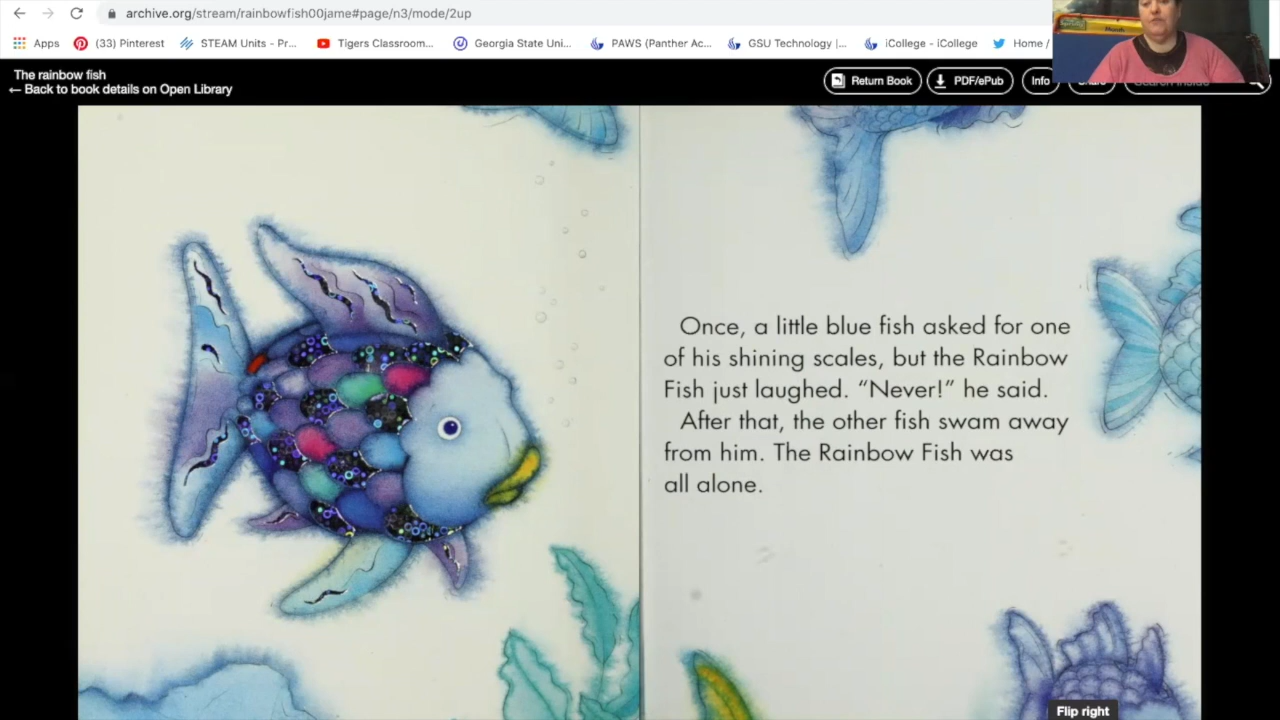 archive.org/stream/rainbowfish00jame#page/n3/mode/2up
Apps (33) Pinterest STEAM Units - Pr... Tigers Classroom... Georgia State Uni... PAWS (Panther Ac... GSU Technology |... iCollege - iCollege Home /
The rainbow fish
← Back to book details on Open Library
Return Book PDF/ePub Info Share Search Inside
Once, a little blue fish asked for one
of his shining scales, but the Rainbow
Fish just laughed. “Never!” he said.
After that, the other fish swam away
from him. The Rainbow Fish was
all alone.
Flip right